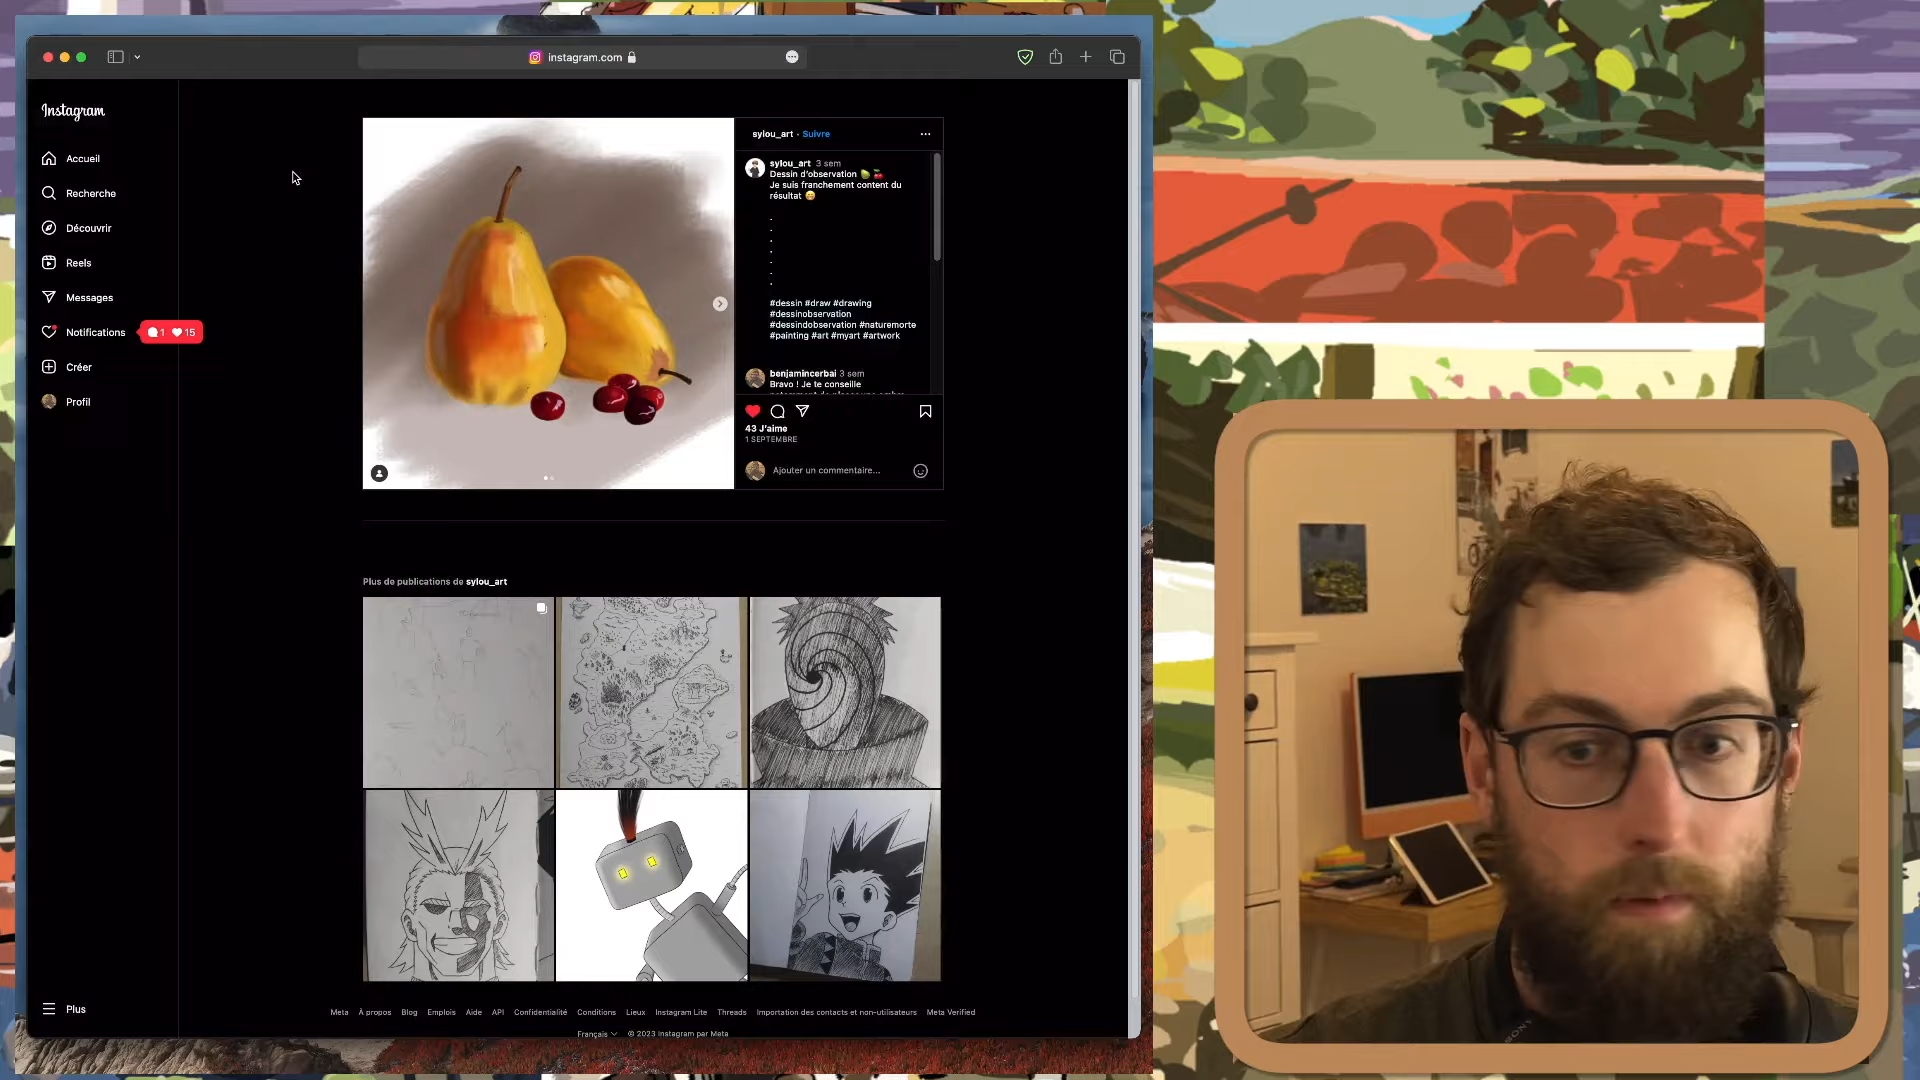 instagram.com
Instagram
Accueil
Recherche
Découvrir
Reels
Messages
Notifications
1 15
Créer
Profil
Plus
sylou_art · Suivre
sylou_art 3 sem
Dessin d'observation
Je suis franchement content du
résultat
.
.
.
.
.
.
.
#dessin #draw #drawing
#dessinobservation
#dessindobservation #naturemorte
#painting #art #myart #artwork
benjamincerbai 3 sem
Bravo ! Je te conseille
43 J'aime
1 SEPTEMBRE
Ajouter un commentaire...
Plus de publications de sylou_art
Meta À propos Blog Emplois Aide API Confidentialité Conditions Lieux Instagram Lite Threads Importation des contacts et non-utilisateurs Meta Verified
Français © 2023 Instagram par Meta
SONY